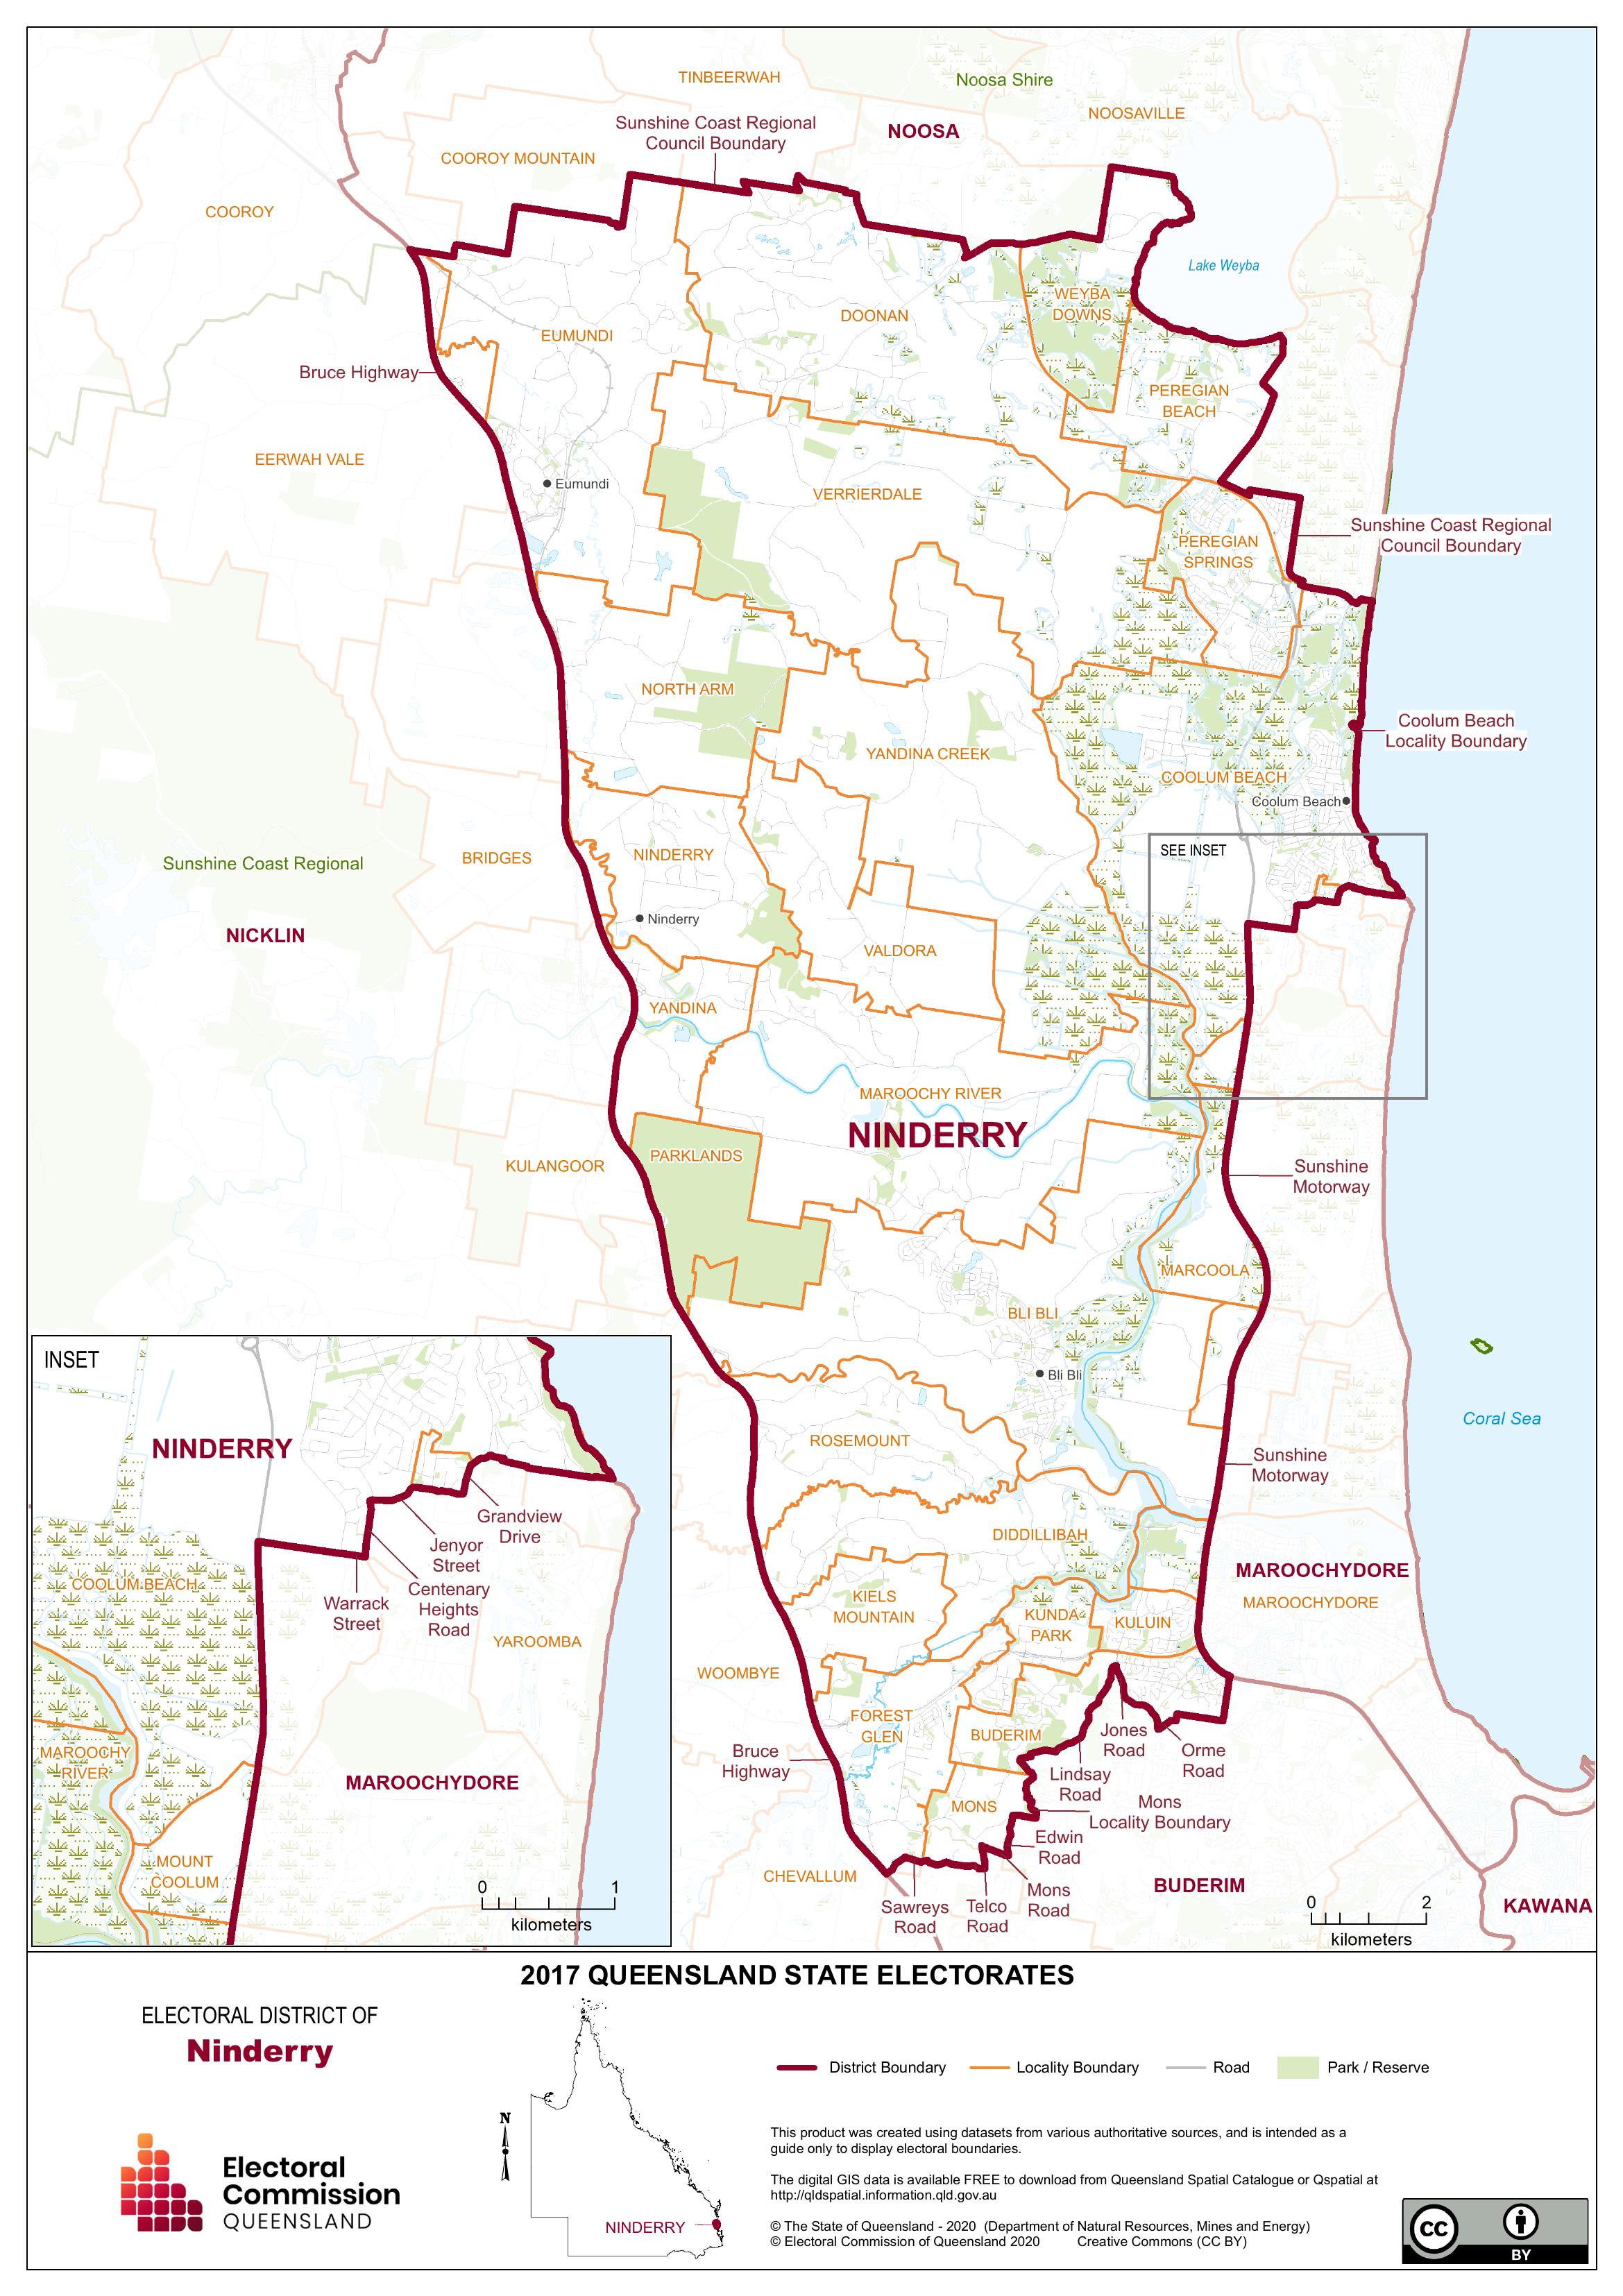 TINBEERWAH
Noosa Shire
NOOSAVILLE
Sunshine Coast Regional
Council Boundary
NOOSA
COOROY MOUNTAIN
COOROY
Lake Weyba
WEYBA
DOWNS
DOONAN
EUMUNDI
Bruce Highway
PEREGIAN
BEACH
EERWAH VALE
Eumundi
VERRIERDALE
Sunshine Coast Regional
Council Boundary
PEREGIAN
SPRINGS
NORTH ARM
Coolum Beach
Locality Boundary
YANDINA CREEK
COOLUM BEACH
Coolum Beach
SEE INSET
BRIDGES
NINDERRY
Sunshine Coast Regional
Ninderry
NICKLIN
VALDORA
YANDINA
MAROOCHY RIVER
NINDERRY
PARKLANDS
KULANGOOR
Sunshine
Motorway
MARCOOLA
BLI BLI
Bli Bli
Coral Sea
ROSEMOUNT
Sunshine
Motorway
DIDDILLIBAH
MAROOCHYDORE
MAROOCHYDORE
KIELS
MOUNTAIN
KUNDA
PARK
KULUIN
WOOMBYE
FOREST
GLEN
BUDERIM
Jones
Road
Orme
Road
Bruce
Highway
Lindsay
Road
MONS
Mons
Locality Boundary
Edwin
Road
CHEVALLUM
BUDERIM
Mons
Road
Sawreys
Road
Telco
Road
KAWANA
0 2
kilometers
INSET
NINDERRY
Grandview
Drive
Jenyor
Street
COOLUM BEACH
Centenary
Heights
Road
Warrack
Street
YAROOMBA
MAROOCHY
RIVER
MAROOCHYDORE
MOUNT
COOLUM
0 1
kilometers
2017 QUEENSLAND STATE ELECTORATES
ELECTORAL DISTRICT OF
Ninderry
Electoral
Commission
QUEENSLAND
N
NINDERRY
District Boundary
Locality Boundary
Road
Park / Reserve
This product was created using datasets from various authoritative sources, and is intended as a
guide only to display electoral boundaries.
The digital GIS data is available FREE to download from Queensland Spatial Catalogue or Qspatial at
http://qldspatial.information.qld.gov.au
© The State of Queensland - 2020 (Department of Natural Resources, Mines and Energy)
© Electoral Commission of Queensland 2020 Creative Commons (CC BY)
CC
BY